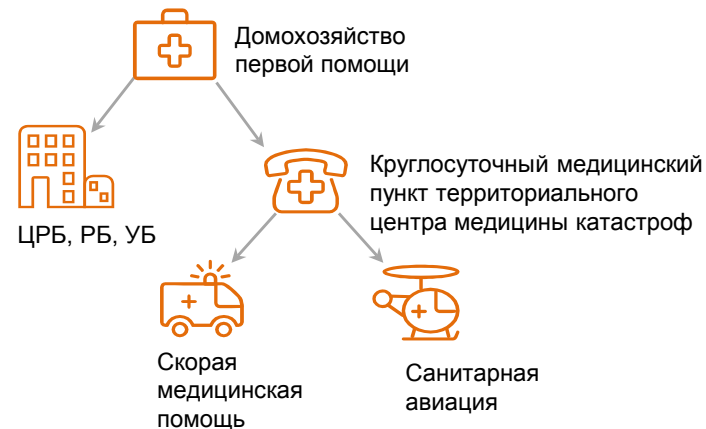 Домохозяйство
первой помощи
Круглосуточный медицинский
пункт территориального
центра медицины катастроф
ЦРБ, РБ, УБ
Скорая
медицинская
помощь
Санитарная
авиация